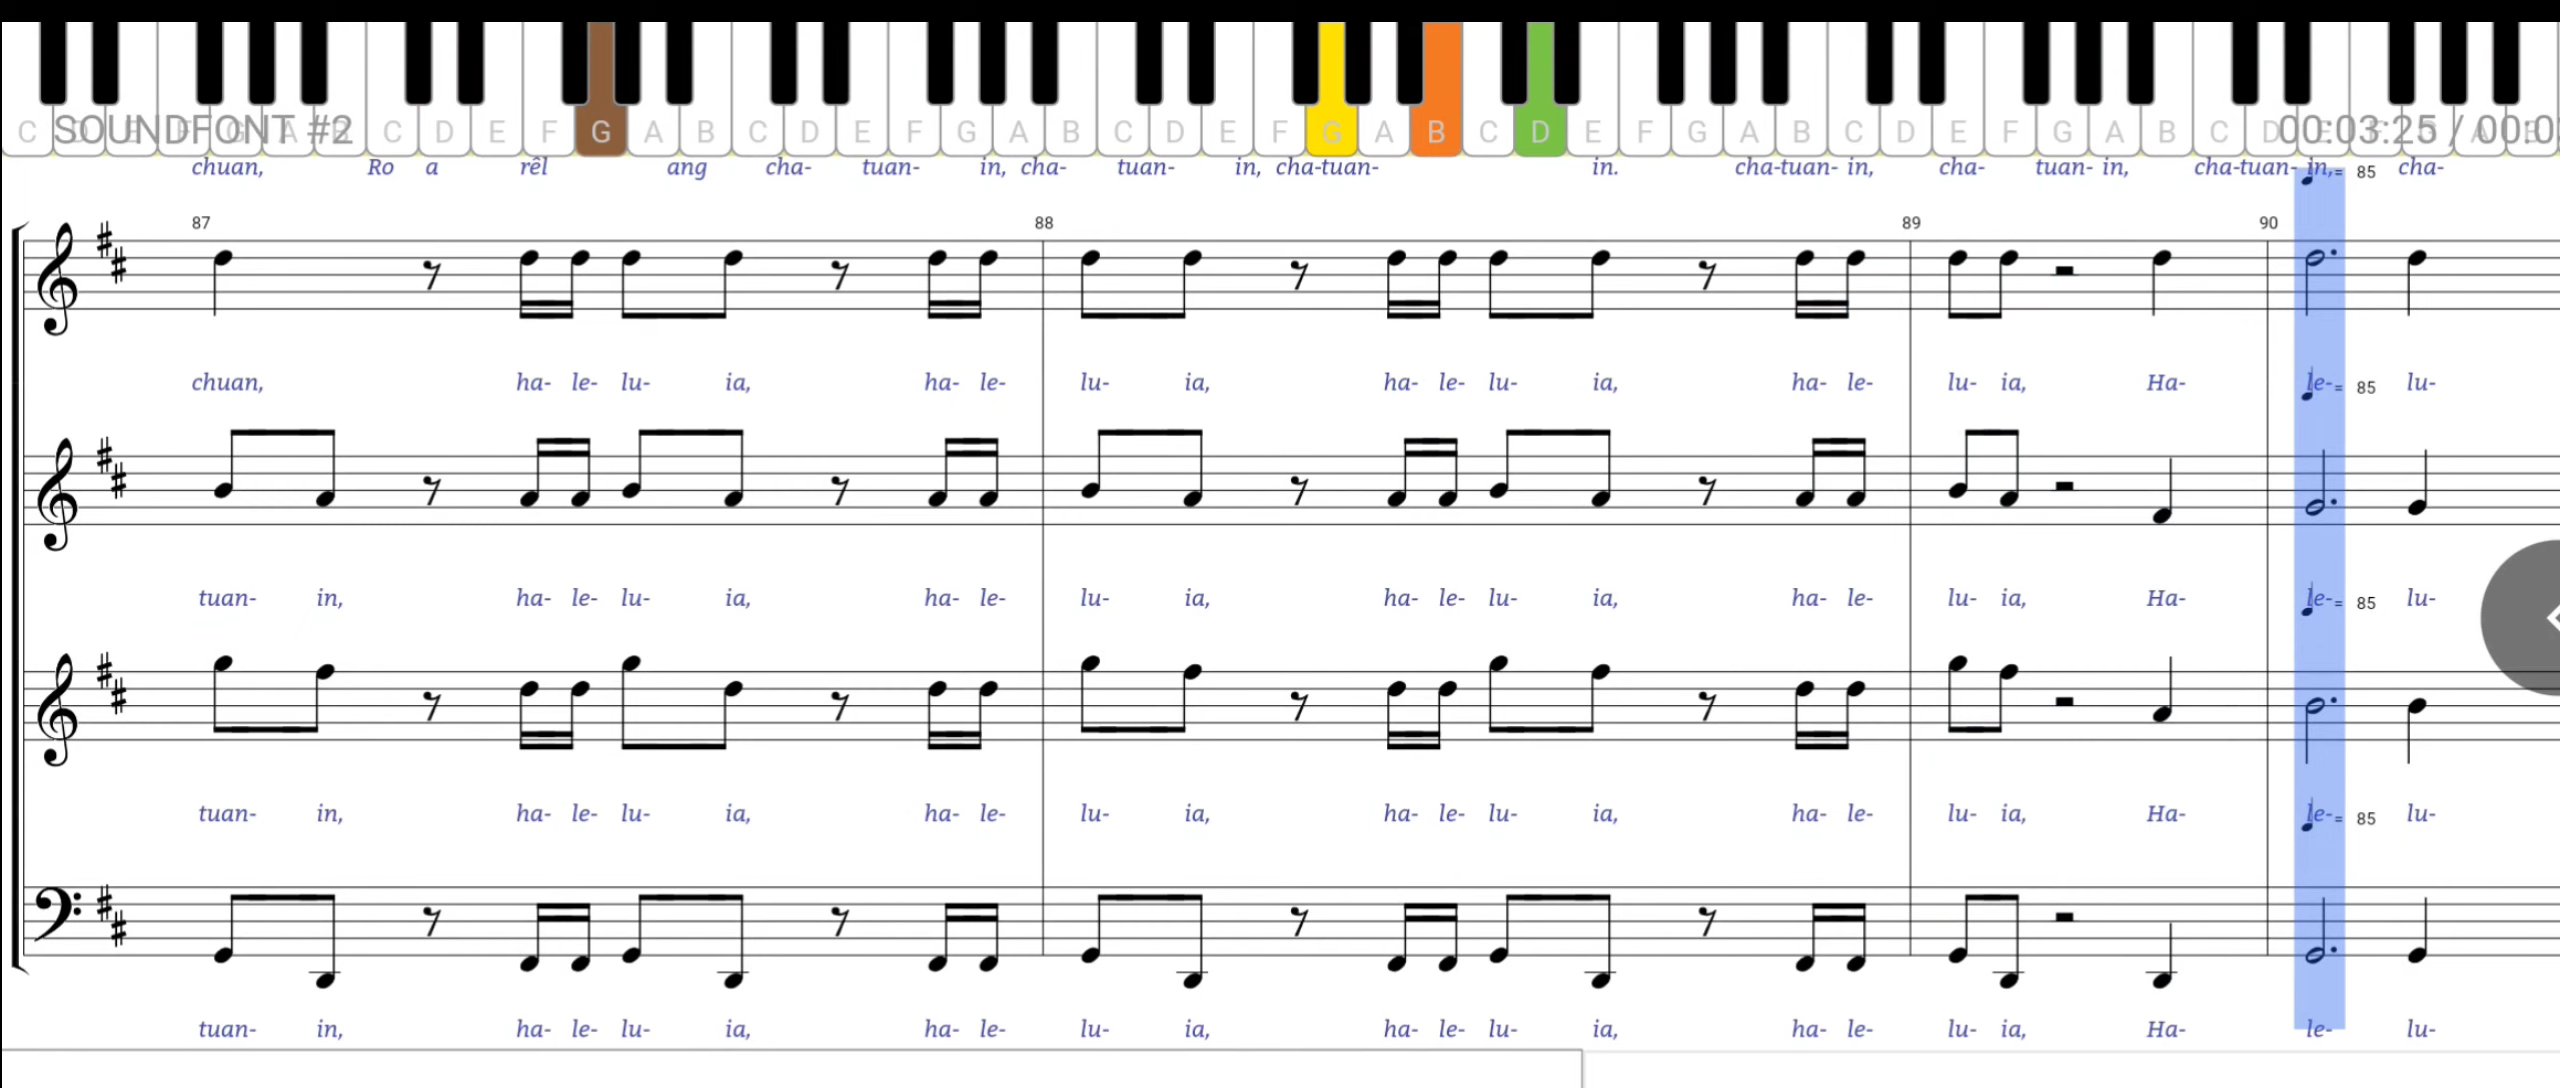 C D E F G A B C D E F G A B C D E F G A B C D E F G A B C D E F G A B C D E F G A B C D E F G A
SOUNDFONT #2
00:03:25 / 00:0
chuan, Ro a rêl ang cha- tuan- in, cha- tuan- in, cha-tuan- in. cha-tuan- in, cha- tuan- in, cha-tuan- in, cha-
= 85
87 88 89 90
chuan, ha- le- lu- ia, ha- le- lu- ia, ha- le- lu- ia, ha- le- lu- ia, Ha- le- lu-
= 85
tuan- in, ha- le- lu- ia, ha- le- lu- ia, ha- le- lu- ia, ha- le- lu- ia, Ha- le- lu-
= 85
tuan- in, ha- le- lu- ia, ha- le- lu- ia, ha- le- lu- ia, ha- le- lu- ia, Ha- le- lu-
= 85
tuan- in, ha- le- lu- ia, ha- le- lu- ia, ha- le- lu- ia, ha- le- lu- ia, Ha- le- lu-